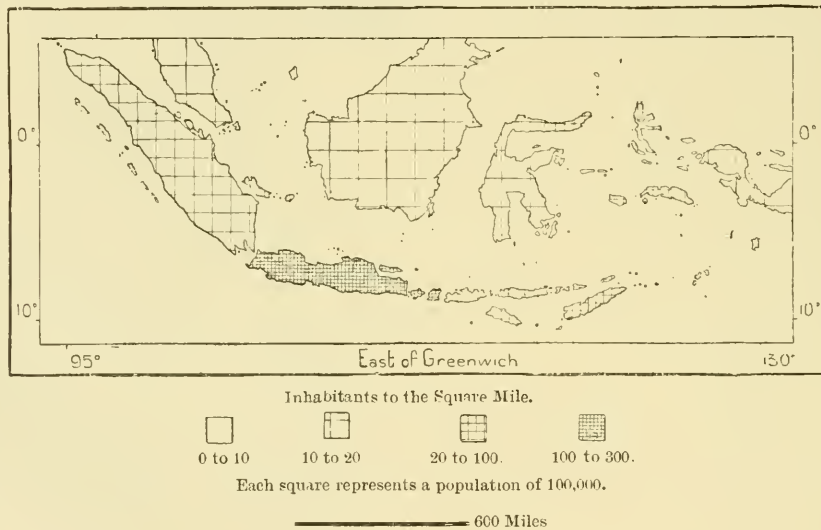 0°
0°
10°
10°
95°
East of Greenwich
130°
Inhabitants to the Square Mile.
0 to 10
10 to 20
20 to 100.
100 to 300.
Each square represents a population of 100,000.
600 Miles